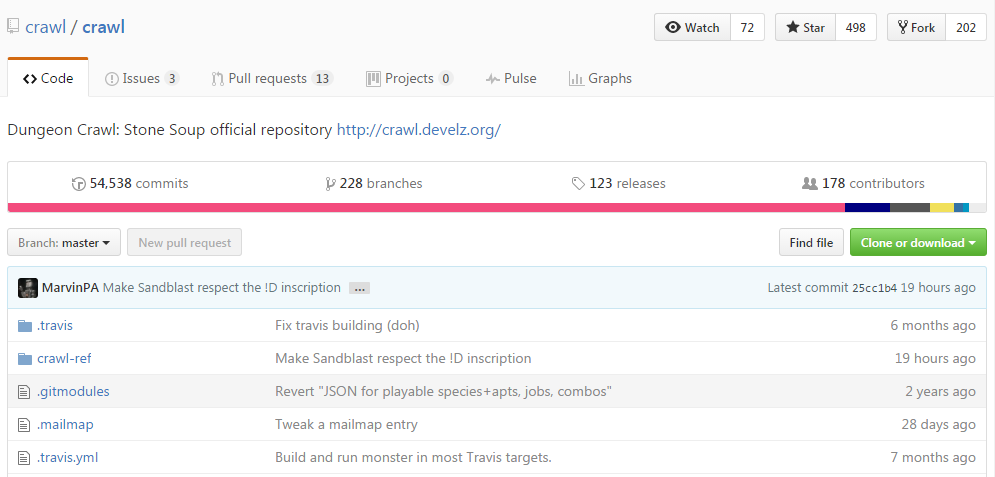 crawl / crawl Watch 72 Star 498 Fork 202
Code Issues 3 Pull requests 13 Projects 0 Pulse Graphs
Dungeon Crawl: Stone Soup official repository http://crawl.develz.org/
54,538 commits 228 branches 123 releases 178 contributors
Branch: master New pull request Find file Clone or download
MarvinPA Make Sandblast respect the !D inscription ... Latest commit 25cc1b4 19 hours ago
.travis Fix travis building (doh) 6 months ago
crawl-ref Make Sandblast respect the !D inscription 19 hours ago
.gitmodules Revert "JSON for playable species+apts, jobs, combos" 2 years ago
.mailmap Tweak a mailmap entry 28 days ago
.travis.yml Build and run monster in most Travis targets. 7 months ago